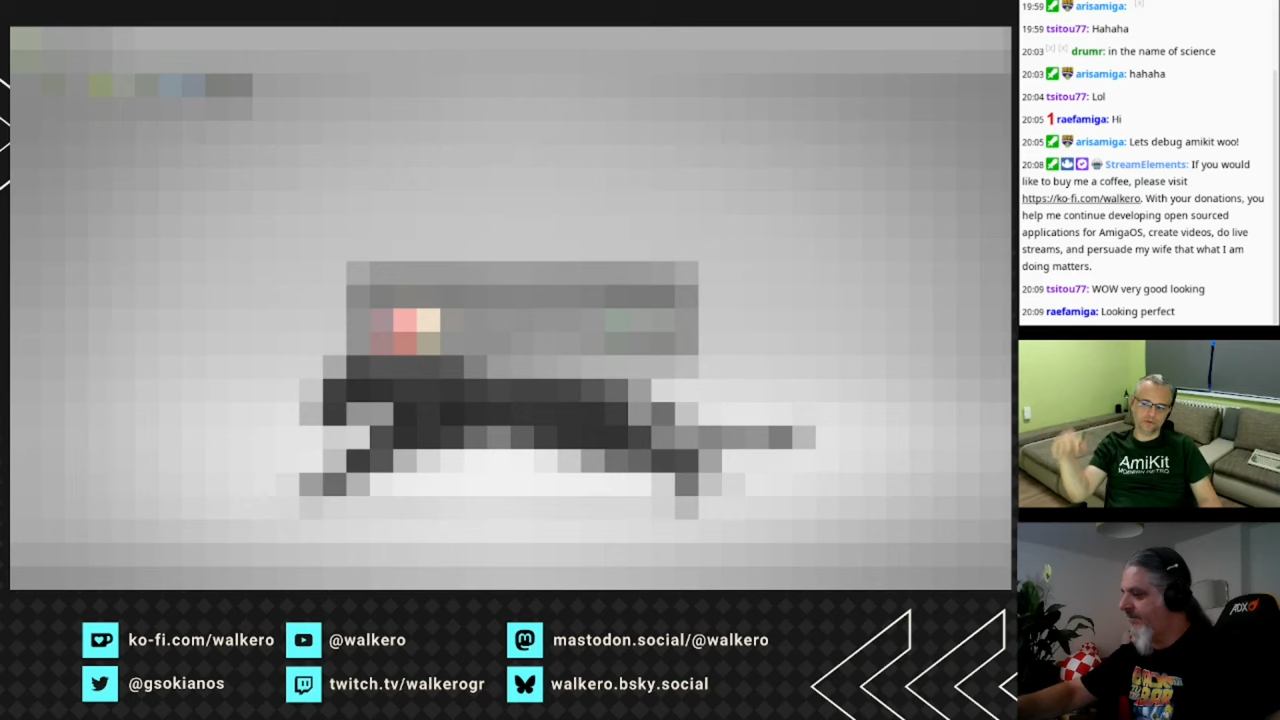 19:59 arisamiga:
19:59 tsitou77: Hahaha
20:03 drumr: in the name of science
20:03 arisamiga: hahaha
20:04 tsitou77: Lol
20:05 raefamiga: Hi
20:05 arisamiga: Lets debug amikit woo!
20:08 StreamElements: If you would
like to buy me a coffee, please visit
https://ko-fi.com/walkero. With your donations, you
help me continue developing open sourced
applications for AmigaOS, create videos, do live
streams, and persuade my wife that what I am
doing matters.
20:09 tsitou77: WOW very good looking
20:09 raefamiga: Looking perfect
AmiKit
ADX
BACK
ko-fi.com/walkero
@walkero
mastodon.social/@walkero
@gsokianos
twitch.tv/walkerogr
walkero.bsky.social